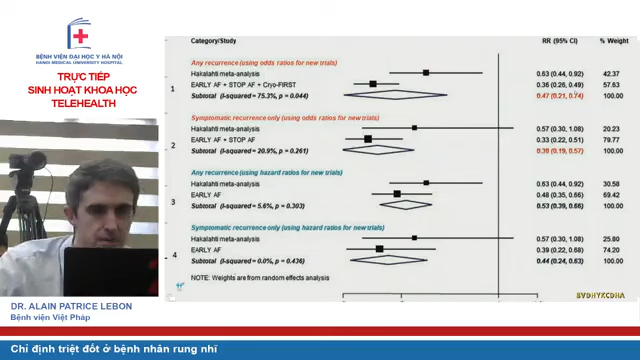 BỆNH VIỆN ĐẠI HỌC Y HÀ NỘI
HANOI MEDICAL UNIVERSITY HOSPITAL
TRỰC TIẾP
SINH HOẠT KHOA HỌC
TELEHEALTH
Category/Study RR (95% CI) % Weight
Any recurrence (using odds ratios for new trials)
Hakalahti meta-analysis 0.63 (0.44, 0.92) 42.37
1
EARLY AF + STOP AF + Cryo-FIRST 0.36 (0.26, 0.49) 57.63
Subtotal (I-squared = 75.3%, p = 0.044) 0.47 (0.21, 0.74) 100.00
Symptomatic recurrence only (using odds ratios for new trials)
Hakalahti meta-analysis 0.57 (0.30, 1.08) 20.23
2
EARLY AF + STOP AF 0.33 (0.22, 0.51) 79.77
Subtotal (I-squared = 20.9%, p = 0.261) 0.38 (0.19, 0.57) 100.00
Any recurrence (using hazard ratios for new trials)
Hakalahti meta-analysis 0.63 (0.44, 0.92) 30.58
EARLY AF 0.48 (0.35, 0.66) 69.42
3
Subtotal (I-squared = 5.6%, p = 0.303) 0.53 (0.39, 0.66) 100.00
Symptomatic recurrence only (using hazard ratios for new trials)
Hakalahti meta-analysis 0.57 (0.30, 1.08) 25.80
EARLY AF 0.39 (0.22, 0.68) 74.20
4
Subtotal (I-squared = 0.0%, p = 0.436) 0.44 (0.24, 0.63) 100.00
NOTE: Weights are from random effects analysis
BVDHYKCDHA
DR. ALAIN PATRICE LEBON
Bệnh viện Việt Pháp
Chỉ định triệt đốt ở bệnh nhân rung nhĩ